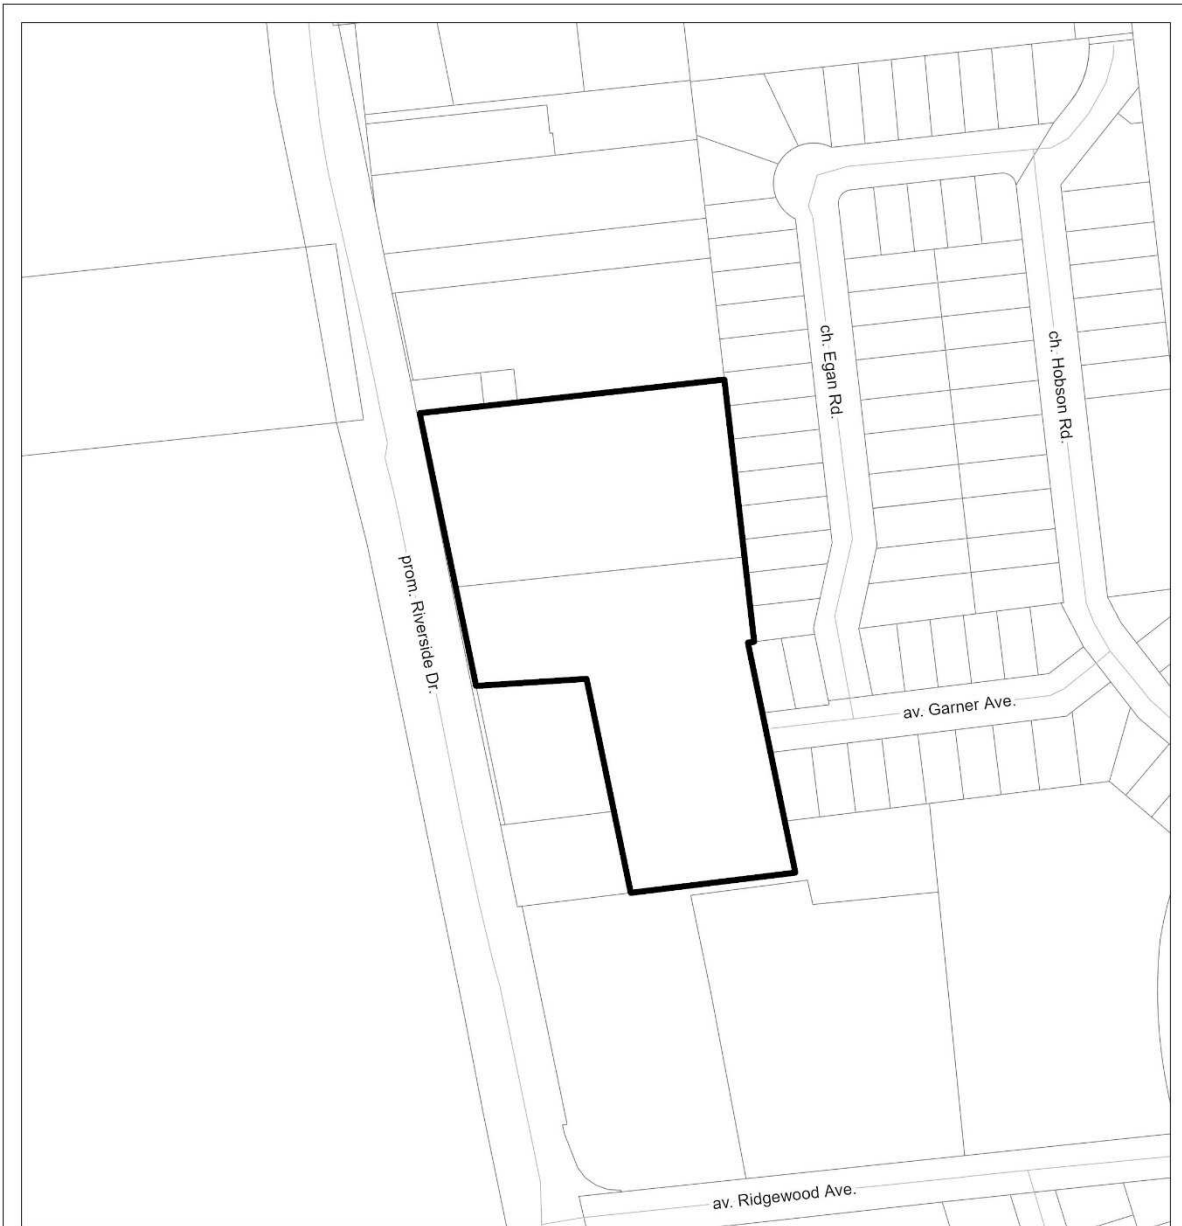 ch. Egan Rd.
ch. Hobson Rd.
prom. Riverside Dr.
av. Garner Ave.
av. Ridgewood Ave.